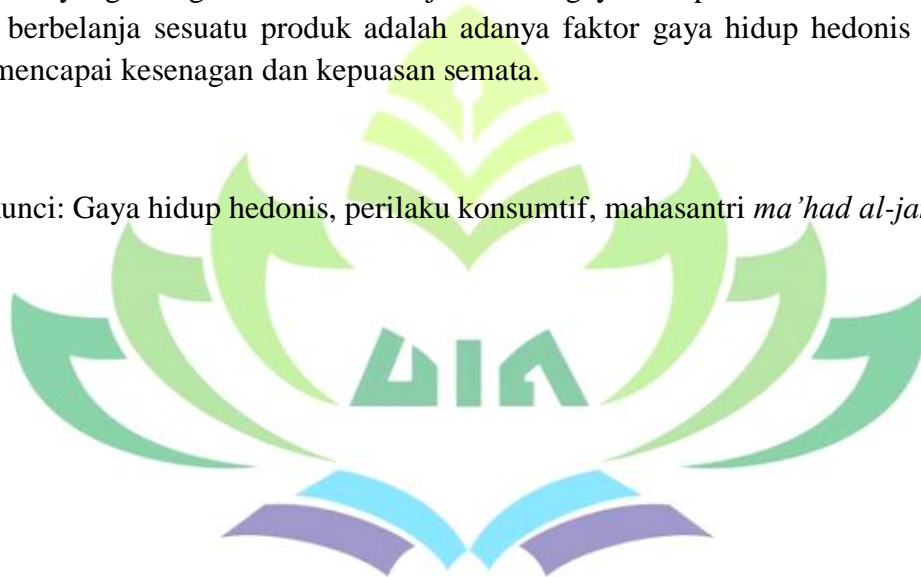 berbelanja sesuatu produk adalah adanya faktor gaya hidup hedonis
mencapai kesenagan dan kepuasan semata.
unci: Gaya hidup hedonis, perilaku konsumtif, mahasantri ma’had al-ja
UIN